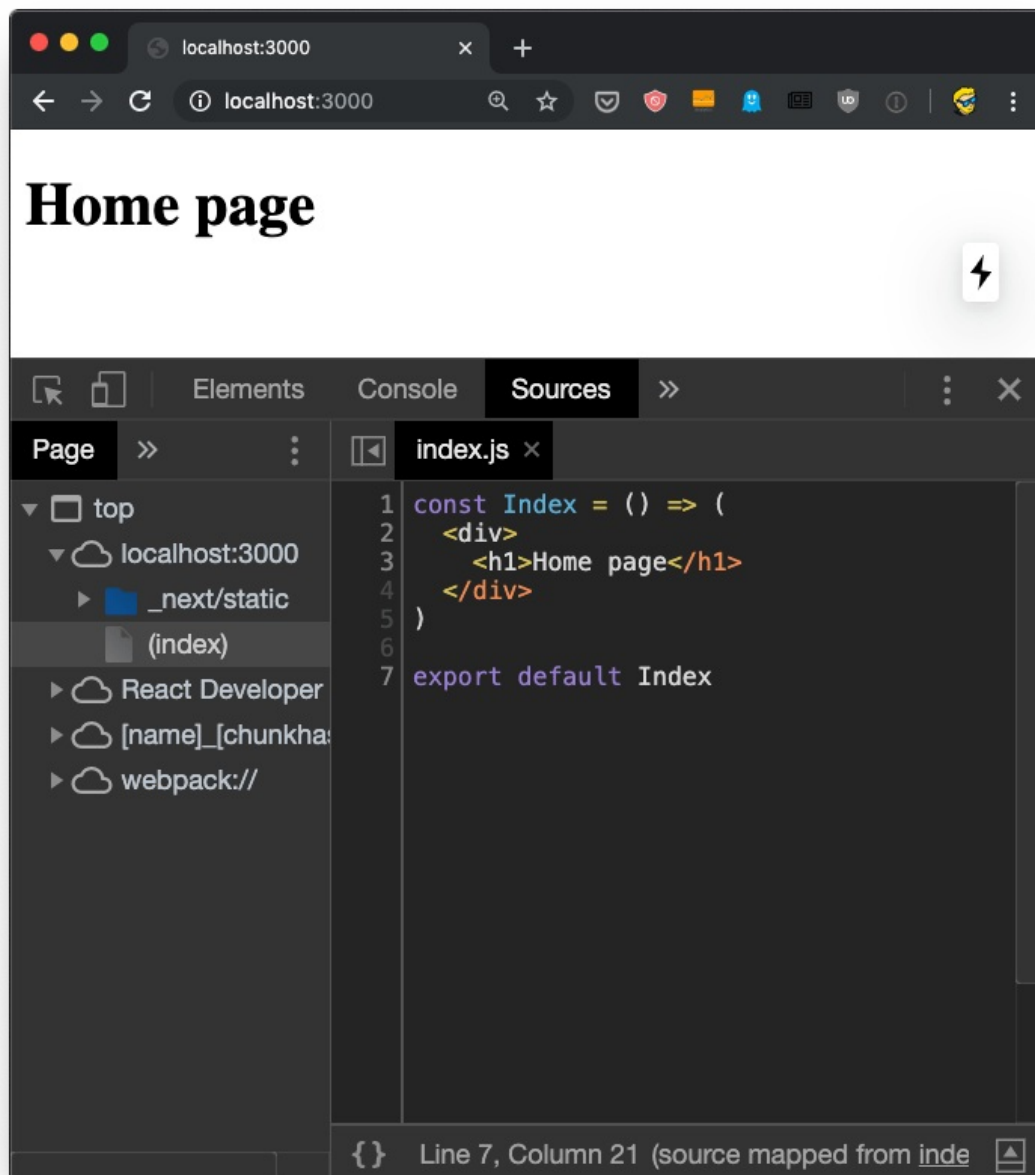 localhost:3000
localhost:3000
Home page
Elements Console Sources
Page
index.js
top
localhost:3000
_next/static
(index)
React Developer
[name]_[chunkha
webpack://
1 const Index = () => (
2 <div>
3 <h1>Home page</h1>
4 </div>
5 )
6
7 export default Index
{} Line 7, Column 21 (source mapped from inde